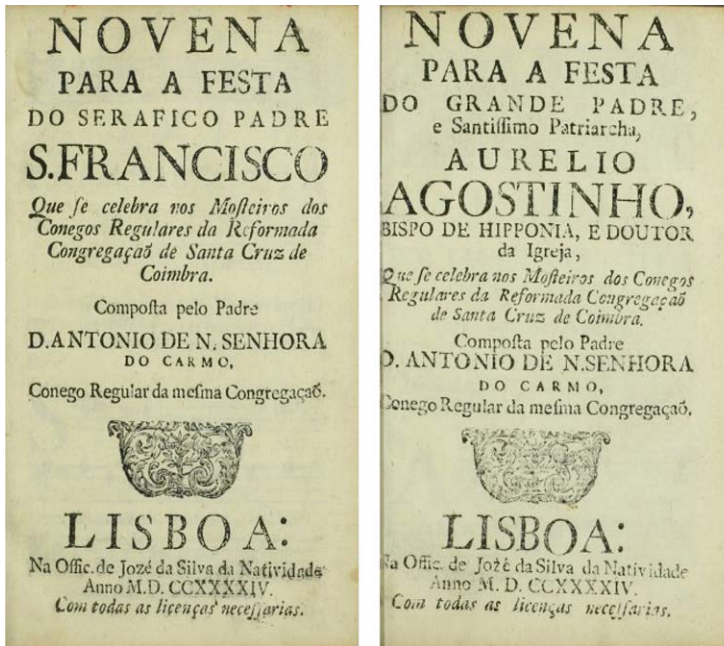 NOVENA
PARA A FESTA
DO SERAFICO PADRE
S.FRANCISCO
Que ſe celebra nos Moſteiros dos
Conegos Regulares da Reformada
Congregaçaõ de Santa Cruz de
Coimbra.
Compoſta pelo Padre
D.ANTONIO DE N. SENHORA
DO CARMO,
Conego Regular da meſma Congregaçaõ.
LISBOA:
Na Offic. de Jozé da Silva da Natividade
Anno M.D. CCXXXXIV.
Com todas as licenças neceſſarias.
NOVENA
PARA A FESTA
DO GRANDE PADRE,
e Santiſſimo Patriarcha,
AURELIO
AGOSTINHO,
BISPO DE HIPPONIA, E DOUTOR
da Igreja,
Que ſe celebra nos Moſteiros dos Conegos
Regulares da Reformada Congregaçaõ
de Santa Cruz de Coimbra.
Compoſta pelo Padre
D. ANTONIO DE N.SENHORA
DO CARMO,
Conego Regular da meſma Congregaçaõ,
LISBOA:
Na Offic. de Jozé da Silva da Natividade
Anno M. D. CCXXXXIV.
Com todas as licenças neceſſarias.